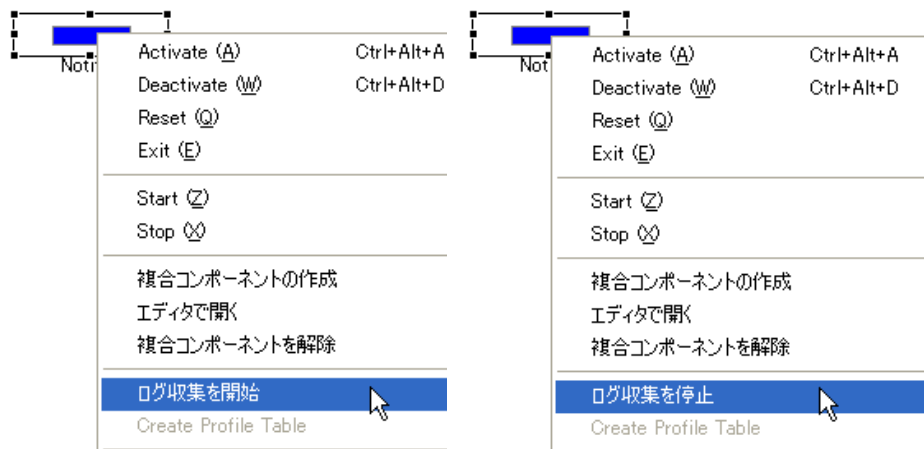 Noti
Activate (A) Ctrl+Alt+A
Deactivate (W) Ctrl+Alt+D
Reset (Q)
Exit (E)
Start (Z)
Stop (X)
複合コンポーネントの作成
エディタで開く
複合コンポーネントを解除
ログ収集を開始
Create Profile Table
Not
Activate (A) Ctrl+Alt+A
Deactivate (W) Ctrl+Alt+D
Reset (Q)
Exit (E)
Start (Z)
Stop (X)
複合コンポーネントの作成
エディタで開く
複合コンポーネントを解除
ログ収集を停止
Create Profile Table